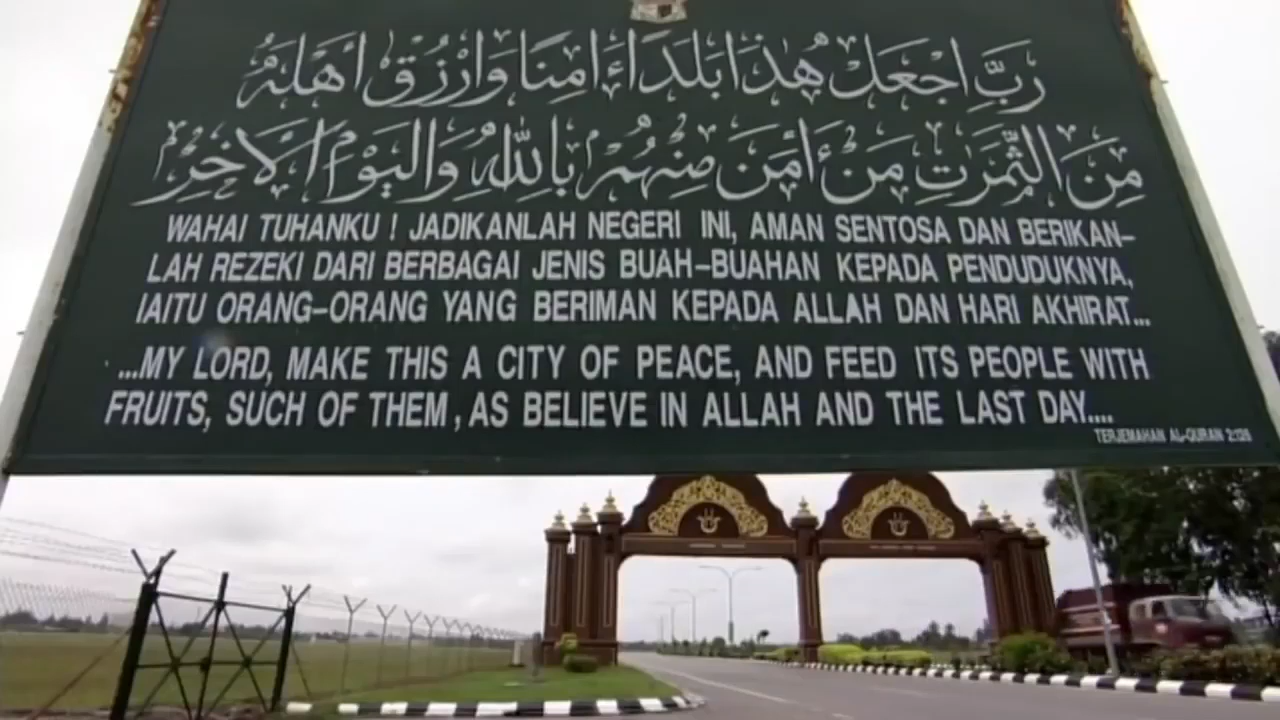 رَبِّ اجْعَلْ هَٰذَا بَلَدًا ءَامِنًا وَارْزُقْ أَهْلَهُ
مِنَ الثَّمَرَٰتِ مَنْ ءَامَنَ مِنْهُمْ بِاللَّهِ وَالْيَوْمِ الْآخِرِ
WAHAI TUHANKU ! JADIKANLAH NEGERI INI, AMAN SENTOSA DAN BERIKAN–
LAH REZEKI DARI BERBAGAI JENIS BUAH–BUAHAN KEPADA PENDUDUKNYA,
IAITU ORANG–ORANG YANG BERIMAN KEPADA ALLAH DAN HARI AKHIRAT...
...MY LORD, MAKE THIS A CITY OF PEACE, AND FEED ITS PEOPLE WITH
FRUITS, SUCH OF THEM, AS BELIEVE IN ALLAH AND THE LAST DAY....
TERJEMAHAN AL-QURAN 2:126